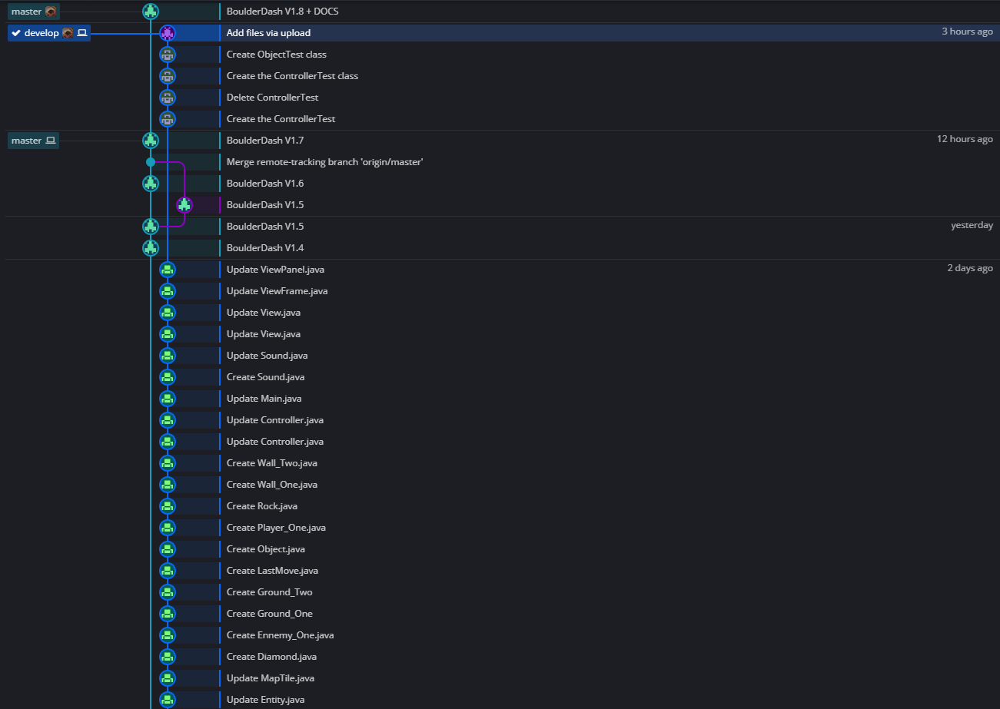 master
BoulderDash V1.8 + DOCS
develop
Add files via upload
3 hours ago
Create ObjectTest class
Create the ControllerTest class
Delete ControllerTest
Create the ControllerTest
master
BoulderDash V1.7
12 hours ago
Merge remote-tracking branch 'origin/master'
BoulderDash V1.6
BoulderDash V1.5
BoulderDash V1.5
yesterday
BoulderDash V1.4
Update ViewPanel.java
2 days ago
Update ViewFrame.java
Update View.java
Update View.java
Update Sound.java
Create Sound.java
Update Main.java
Update Controller.java
Update Controller.java
Create Wall_Two.java
Create Wall_One.java
Create Rock.java
Create Player_One.java
Create Object.java
Create LastMove.java
Create Ground_Two
Create Ground_One
Create Ennemy_One.java
Create Diamond.java
Update MapTile.java
Update Entity.java